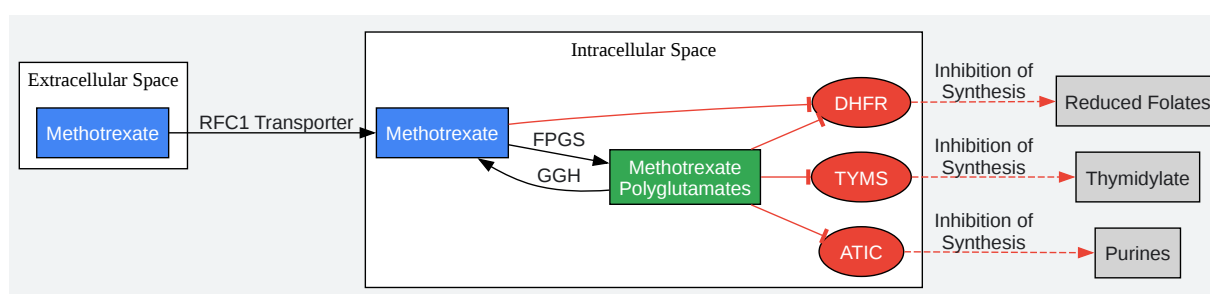 Extracellular Space
Methotrexate
RFC1 Transporter
Intracellular Space
Methotrexate
FPGS
GGH
Methotrexate
Polyglutamates
DHFR
TYMS
ATIC
Inhibition of
Synthesis
Reduced Folates
Inhibition of
Synthesis
Thymidylate
Inhibition of
Synthesis
Purines